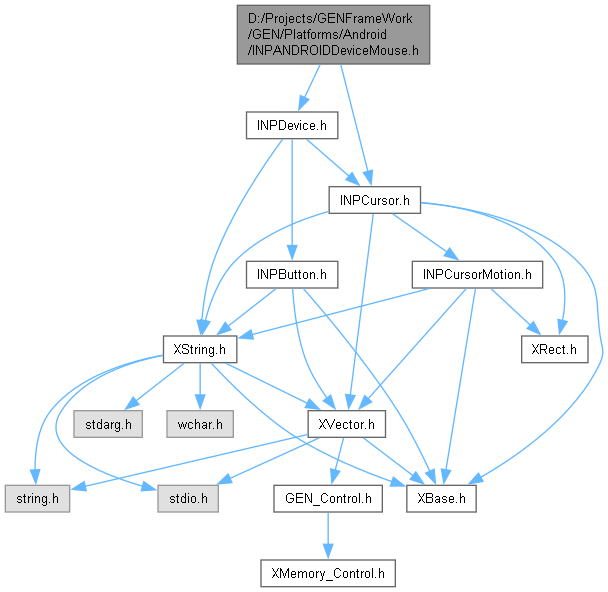 D:/Projects/GENFrameWork
/GEN/Platforms/Android
/INPANDROIDDeviceMouse.h
INPDevice.h
INPCursor.h
INPButton.h
INPCursorMotion.h
XString.h
XRect.h
stdarg.h
wchar.h
XVector.h
string.h
stdio.h
GEN_Control.h
XBase.h
XMemory_Control.h